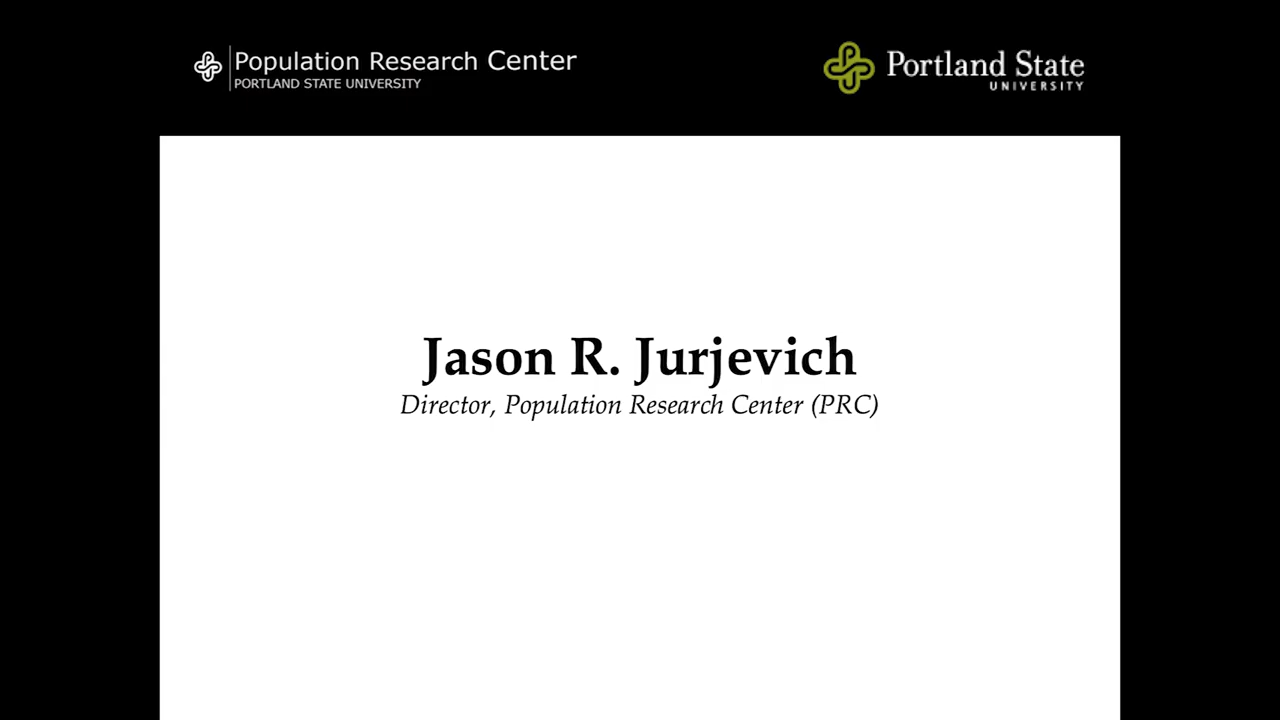 Population Research Center
PORTLAND STATE UNIVERSITY
Portland State
UNIVERSITY
Jason R. Jurjevich
Director, Population Research Center (PRC)